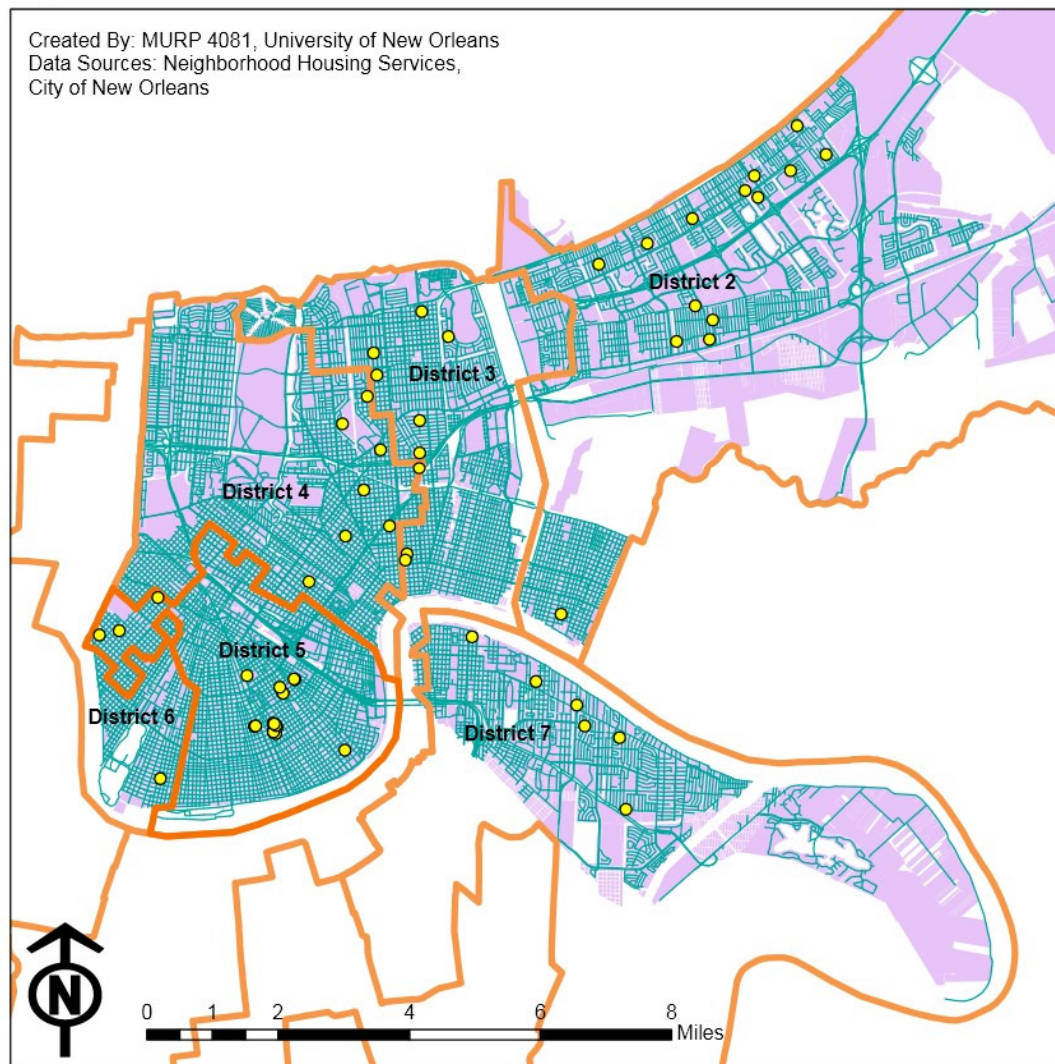 Created By: MURP 4081, University of New Orleans
Data Sources: Neighborhood Housing Services,
City of New Orleans
District 2
District 3
District 4
District 5
District 6
District 7
N
0 1 2 4 6 8
Miles